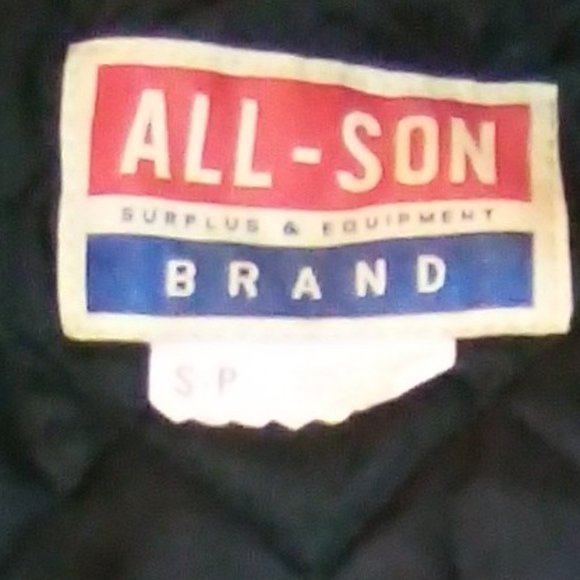 ALL-SON
SURPLUS & EQUIPMENT
BRAND
S P